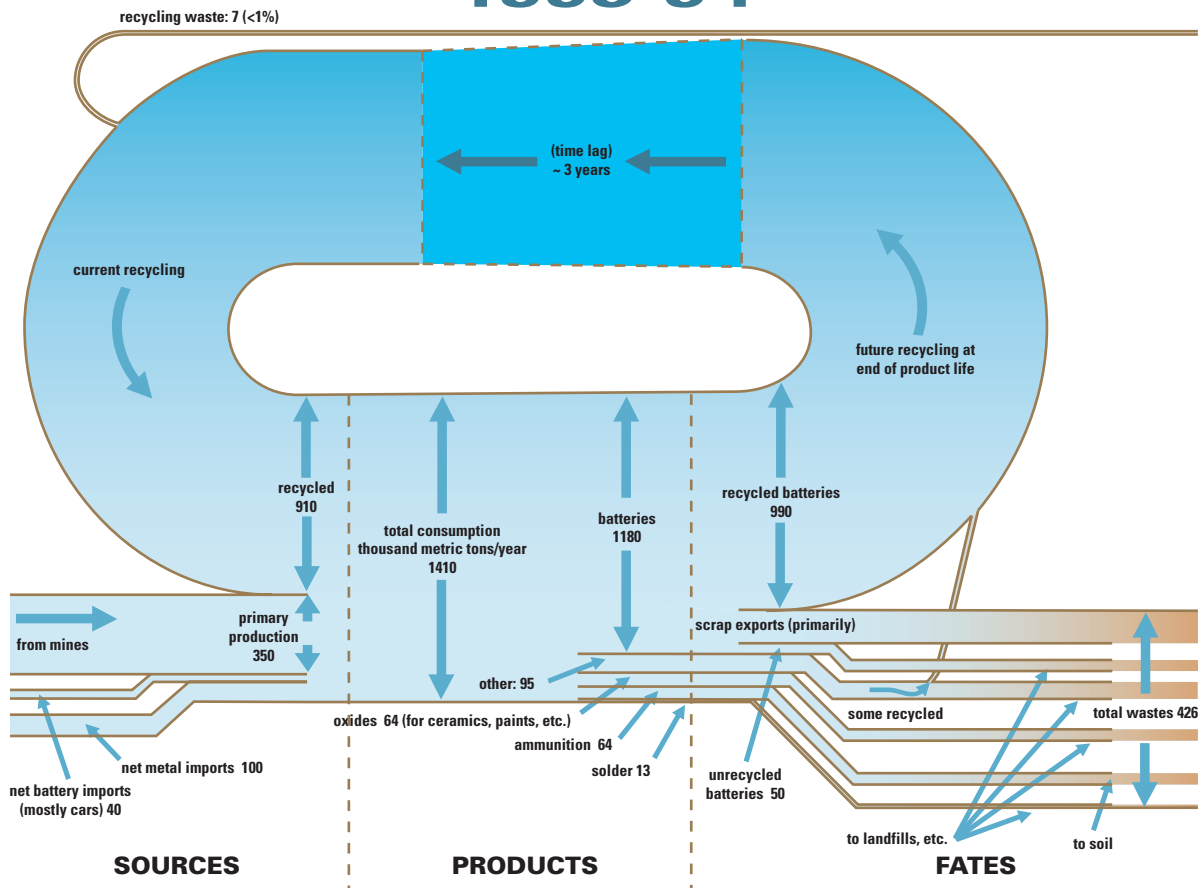 recycling waste: 7 (<1%)
(time lag)
~ 3 years
current recycling
future recycling at
end of product life
recycled
910
total consumption
thousand metric tons/year
1410
batteries
1180
recycled batteries
990
from mines
primary
production
350
scrap exports (primarily)
other: 95
oxides 64 (for ceramics, paints, etc.)
ammunition 64
solder 13
some recycled
total wastes 426
net metal imports 100
net battery imports
(mostly cars) 40
unrecycled
batteries 50
to landfills, etc.
to soil
SOURCES
PRODUCTS
FATES